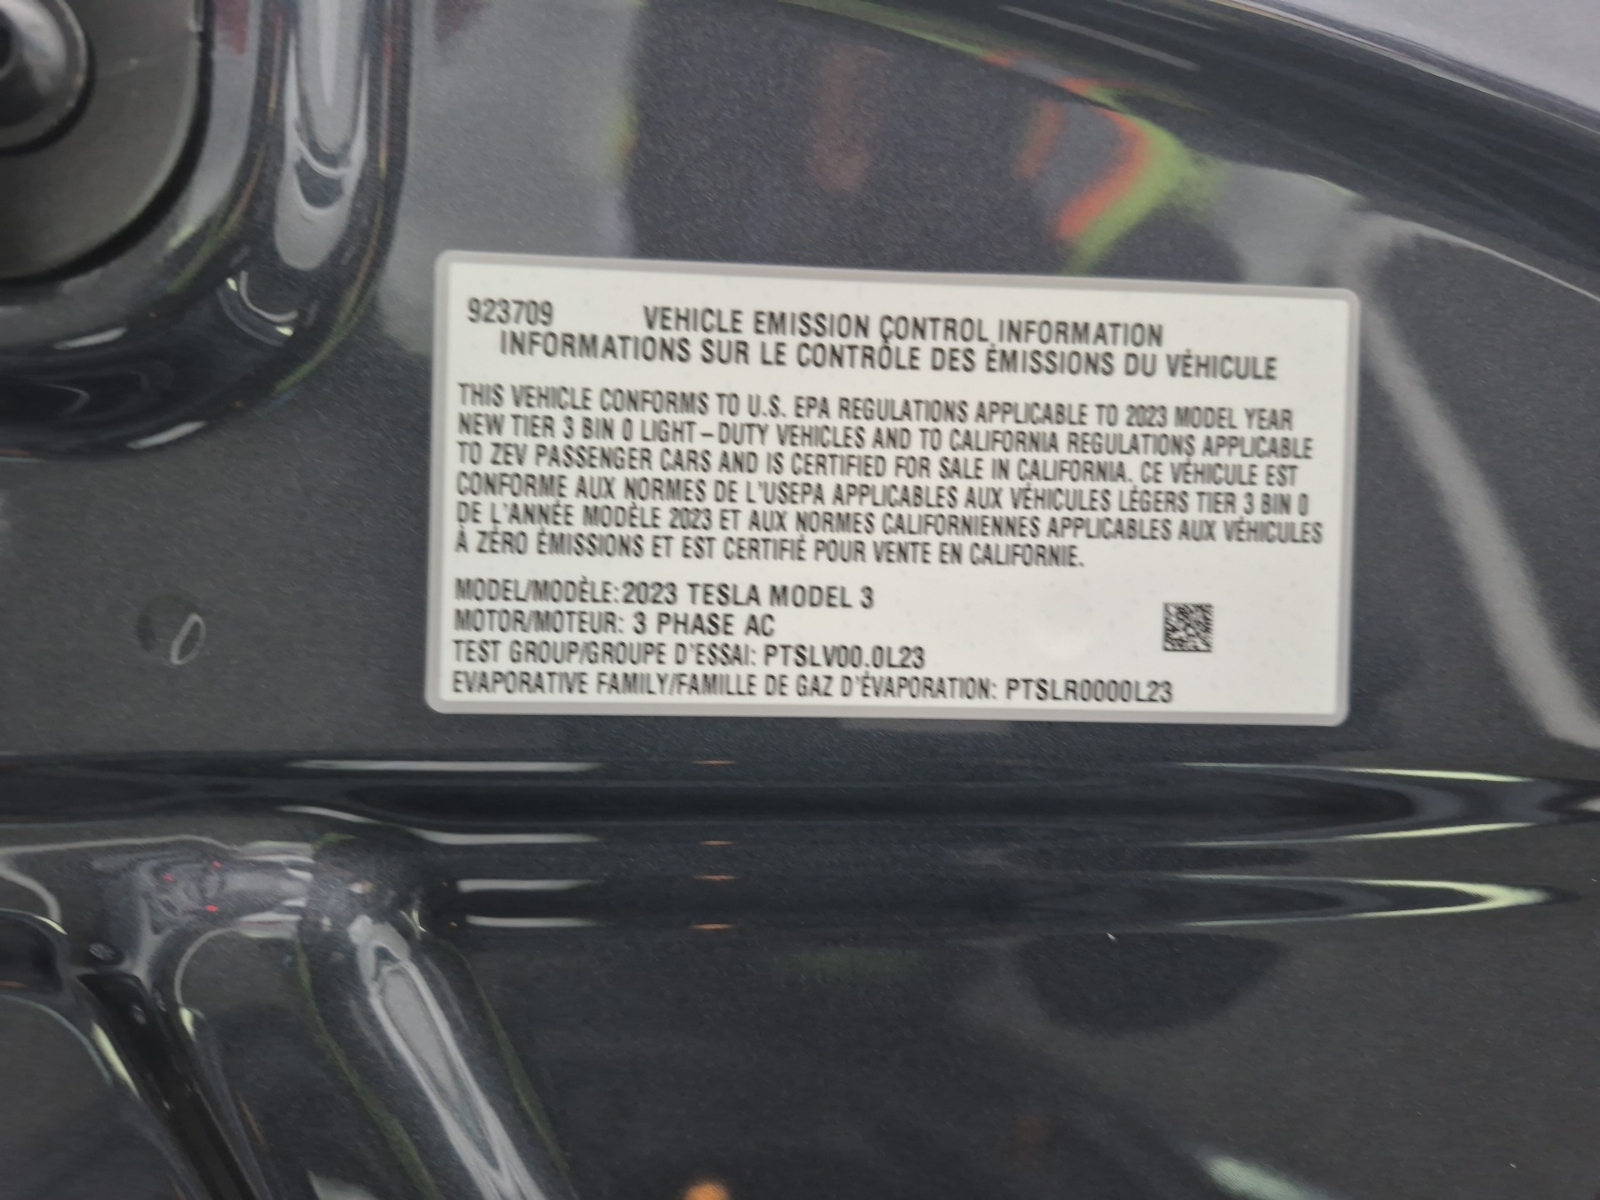 923709 VEHICLE EMISSION CONTROL INFORMATION
INFORMATIONS SUR LE CONTRÔLE DES ÉMISSIONS DU VÉHICULE
THIS VEHICLE CONFORMS TO U.S. EPA REGULATIONS APPLICABLE TO 2023 MODEL YEAR
NEW TIER 3 BIN 0 LIGHT-DUTY VEHICLES AND TO CALIFORNIA REGULATIONS APPLICABLE
TO ZEV PASSENGER CARS AND IS CERTIFIED FOR SALE IN CALIFORNIA. CE VÉHICULE EST
CONFORME AUX NORMES DE L'USEPA APPLICABLES AUX VÉHICULES LÉGERS TIER 3 BIN 0
DE L'ANNÉE MODÈLE 2023 ET AUX NORMES CALIFORNIENNES APPLICABLES AUX VÉHICULES
À ZÉRO ÉMISSIONS ET EST CERTIFIÉ POUR VENTE EN CALIFORNIE.
MODEL/MODÈLE: 2023 TESLA MODEL 3
MOTOR/MOTEUR: 3 PHASE AC
TEST GROUP/GROUPE D'ESSAI: PTSLV00.0L23
EVAPORATIVE FAMILY/FAMILLE DE GAZ D'ÉVAPORATION: PTSLR0000L23